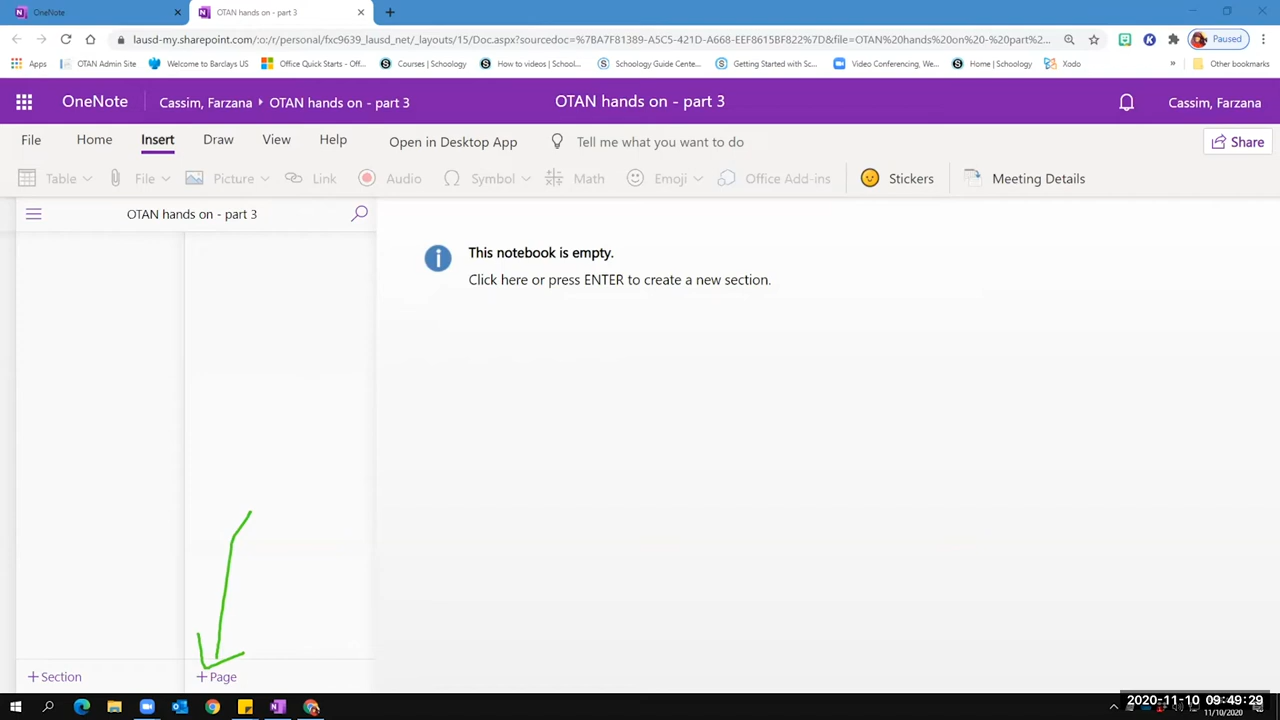 OneNote
OTAN hands on - part 3
lausd-my.sharepoint.com/:o:/r/personal/fxc9639_lausd_net/_layouts/15/Doc.aspx?sourcedoc=%7BA7F81389-A5C5-421D-A668-EEF8615BF822%7D&file=OTAN%20hands%20on%20-%20part%2...
Paused
Apps
OTAN Admin Site
Welcome to Barclays US
Office Quick Starts - Off...
Courses | Schoology
How to videos | School...
Schoology Guide Cente...
Getting Started with Sc...
Video Conferencing, We...
Home | Schoology
Xodo
»
Other bookmarks
OneNote
Cassim, Farzana ▸ OTAN hands on - part 3
OTAN hands on - part 3
Cassim, Farzana
File Home Insert Draw View Help Open in Desktop App Tell me what you want to do Share
Table File Picture Link Audio Symbol Math Emoji Office Add-ins Stickers Meeting Details
OTAN hands on - part 3
This notebook is empty.
Click here or press ENTER to create a new section.
+ Section
+ Page
2020-11-10 09:49:29
11/10/2020